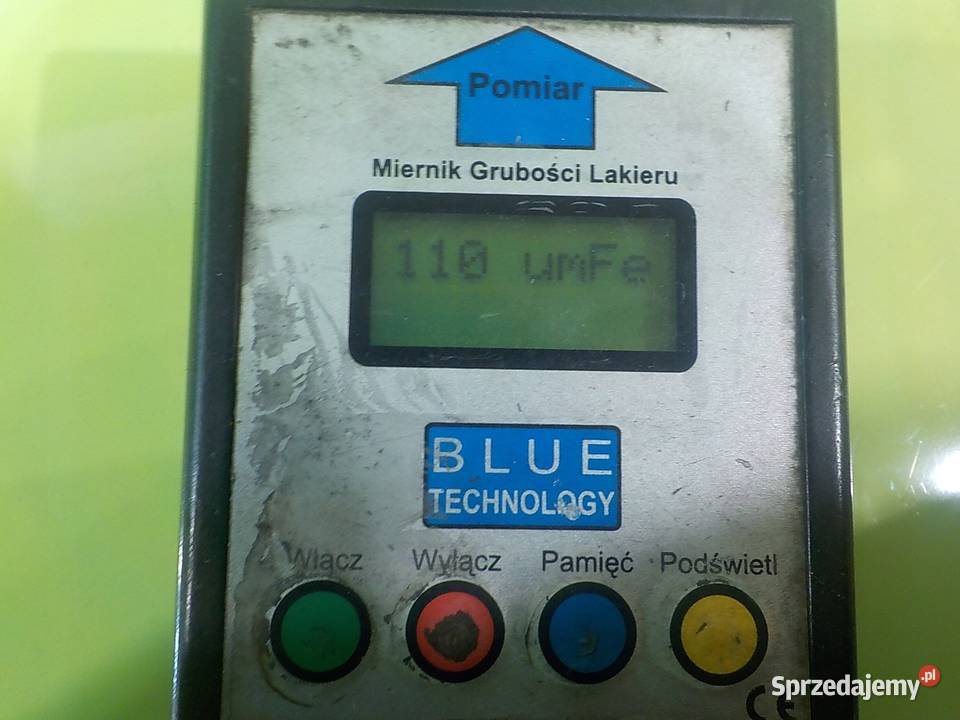 Pomiar
Miernik Grubości Lakieru
110 umFe
BLUE
TECHNOLOGY
Włącz Wyłącz Pamięć Podświetl
CE
Sprzedajemy.pl